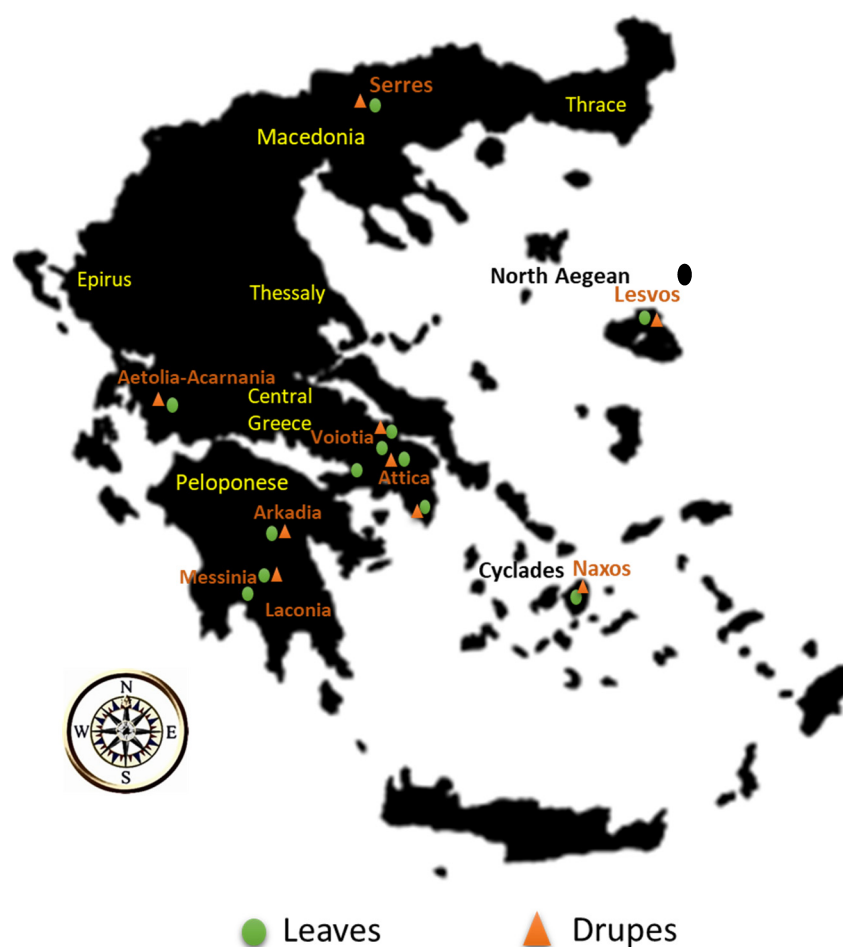 Serres
Thrace
Macedonia
North Aegean
Epirus
Thessaly
Lesvos
Aetolia-Acarnania
Central
Greece
Voiotia
Attica
Peloponese
Arkadia
Cyclades Naxos
Messinia
Laconia
N
W E
S
Leaves Drupes